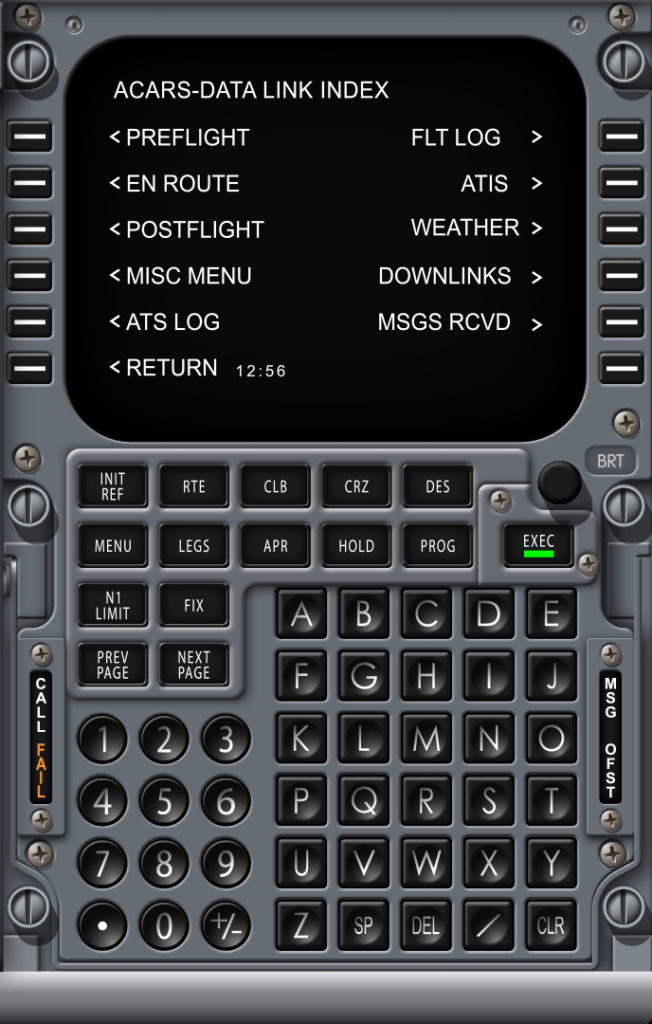 ACARS-DATA LINK INDEX
< PREFLIGHT FLT LOG >
< EN ROUTE ATIS >
< POSTFLIGHT WEATHER >
< MISC MENU DOWNLINKS >
< ATS LOG MSGS RCVD >
< RETURN 12:56
BRT
INIT REF RTE CLB CRZ DES
MENU LEGS APR HOLD PROG EXEC
N1 LIMIT FIX
PREV PAGE NEXT PAGE
A B C D E
F G H I J
K L M N O
P Q R S T
U V W X Y
Z SP DEL / CLR
1 2 3
4 5 6
7 8 9
. 0 +/-
CALL FAIL
MSG OFST